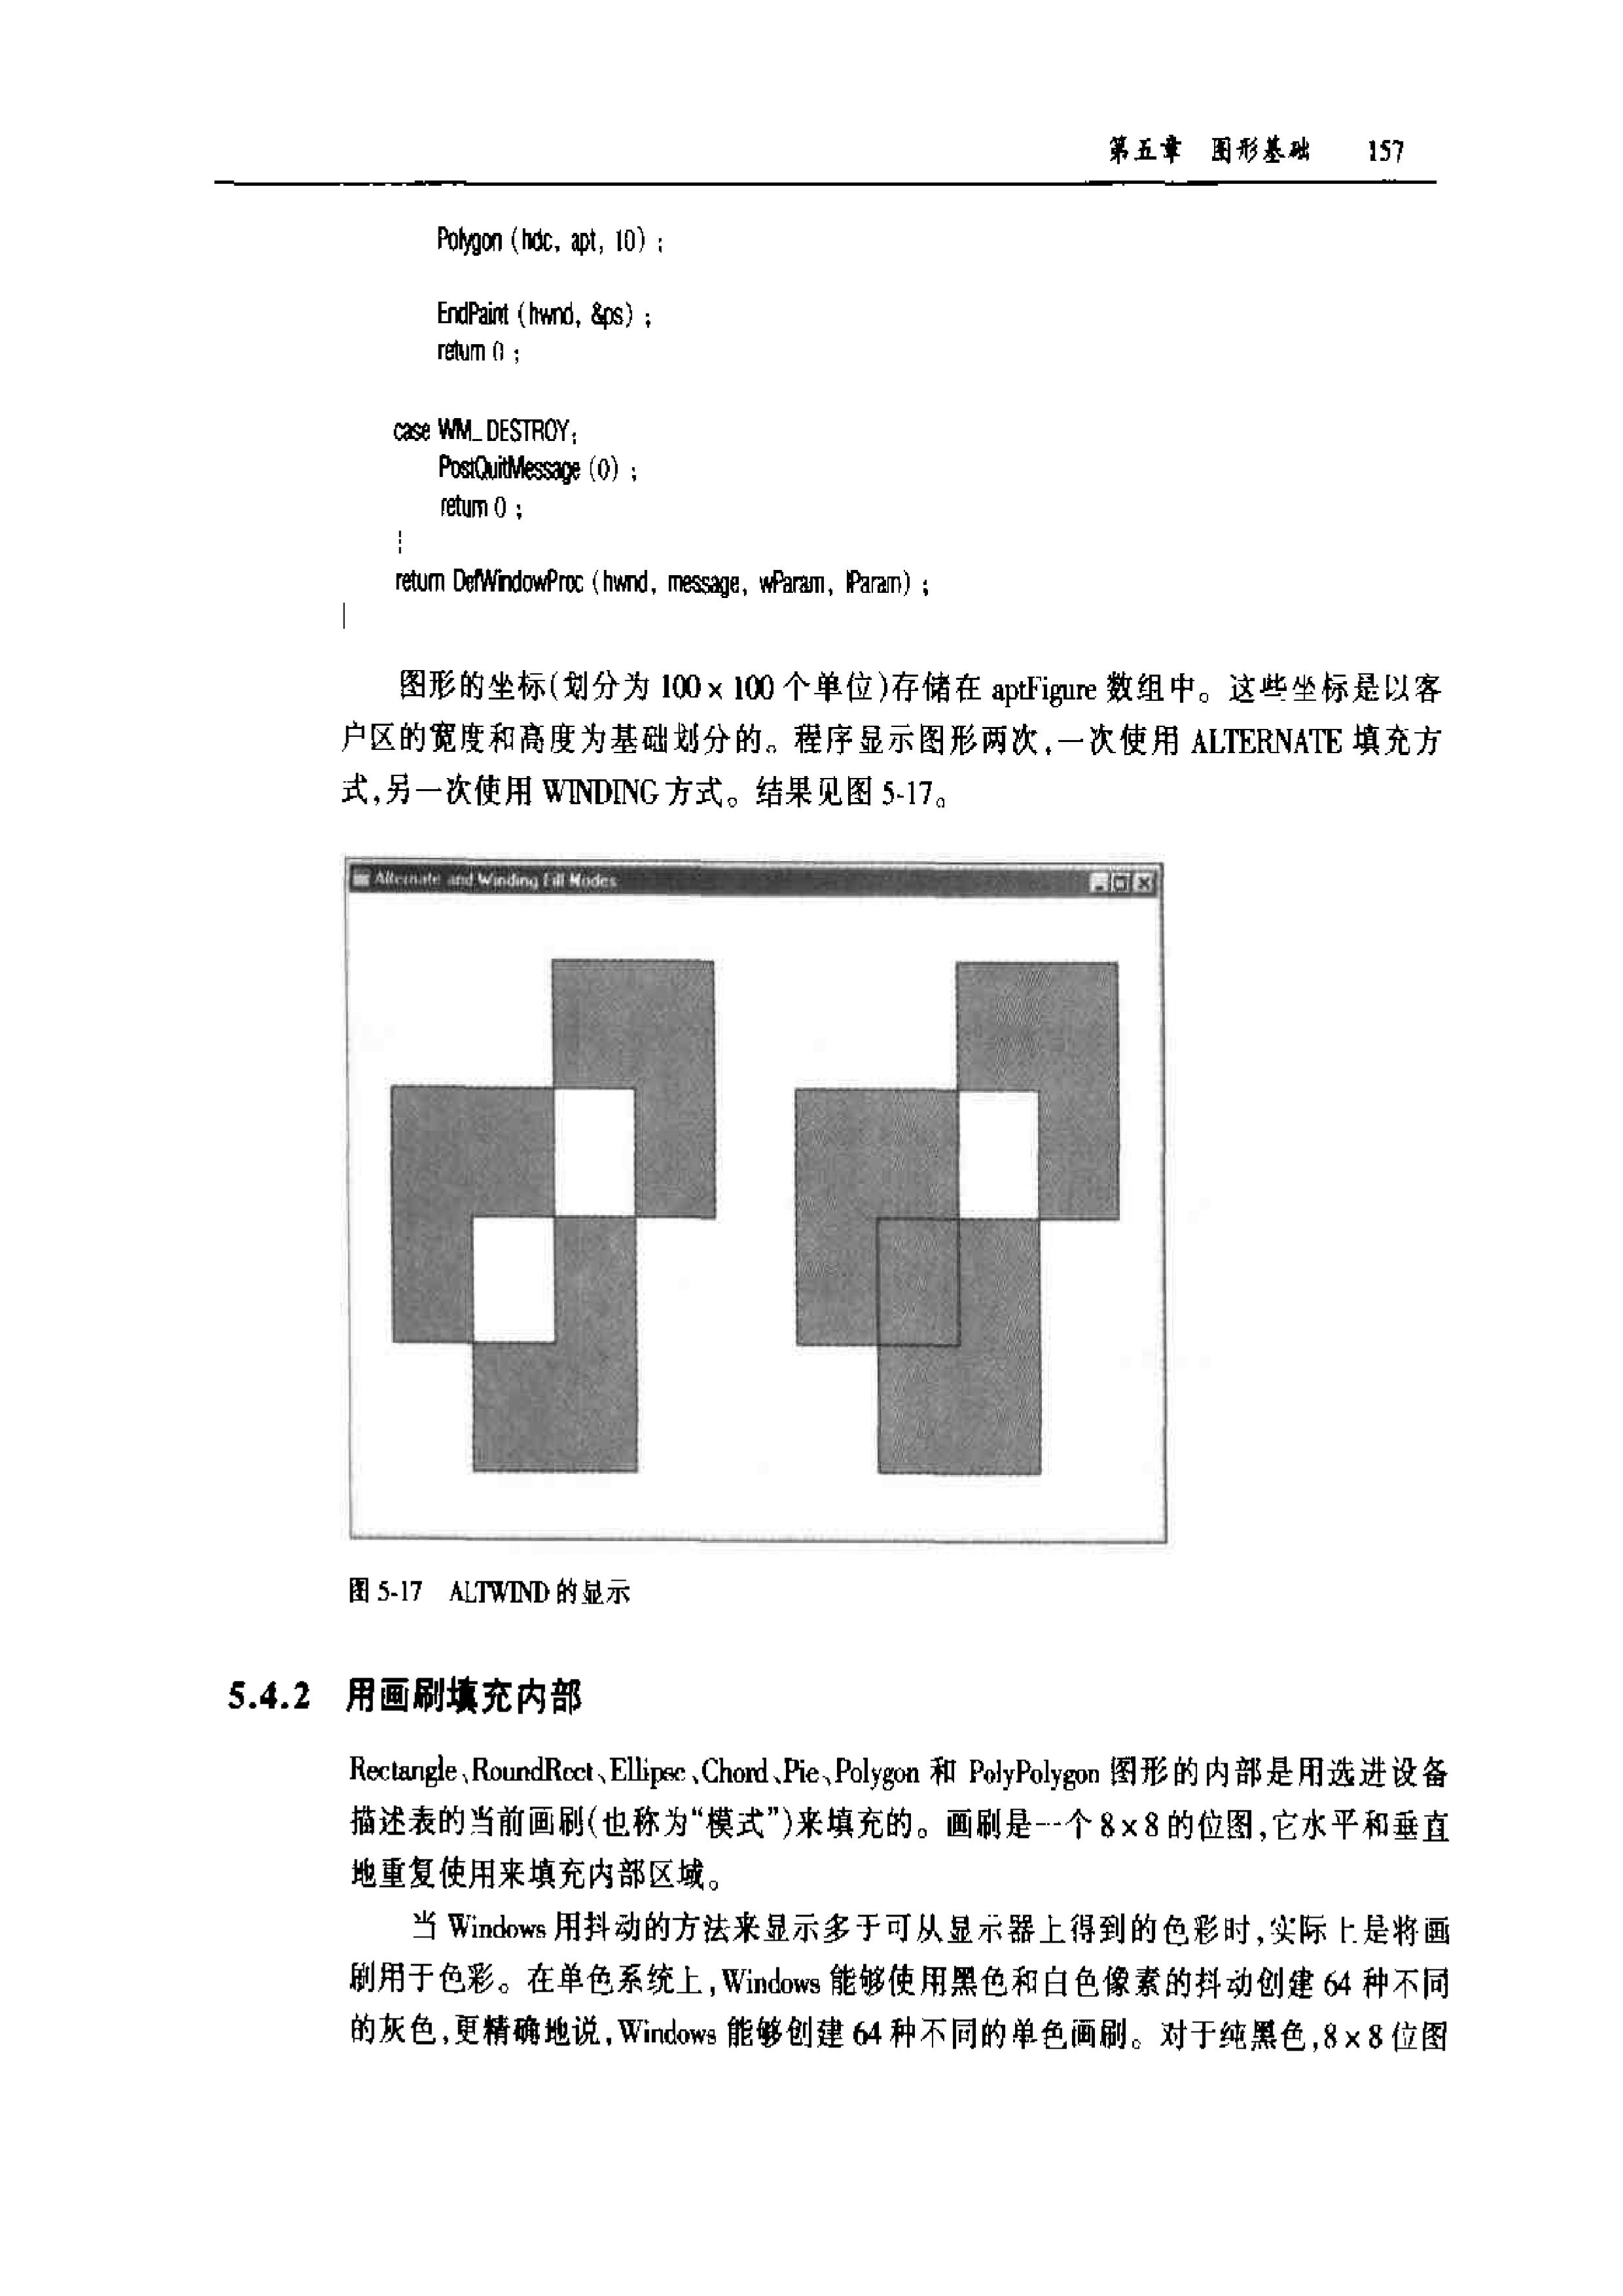 第五章 图形基础 157
Polygon (hdc, apt, 10) ;
EndPaint (hwnd, &ps) ;
return 0 ;
case WM_DESTROY:
PostQuitMessage (0) ;
return 0 ;
}
return DefWindowProc (hwnd, message, wParam, lParam) ;
}
图形的坐标(划分为 100 × 100 个单位)存储在 aptFigure 数组中。这些坐标是以客
户区的宽度和高度为基础划分的。程序显示图形两次,一次使用 ALTERNATE 填充方
式,另一次使用 WINDING 方式。结果见图 5-17。
Alternate and Winding Fill Modes
图 5-17 ALTWIND 的显示
5.4.2 用画刷填充内部
Rectangle、RoundRect、Ellipse、Chord、Pie、Polygon 和 PolyPolygon 图形的内部是用选进设备
描述表的当前画刷(也称为“模式”)来填充的。画刷是一个 8 × 8 的位图,它水平和垂直
地重复使用来填充内部区域。
当 Windows 用抖动的方法来显示多于可从显示器上得到的色彩时,实际上是将画
刷用于色彩。在单色系统上,Windows 能够使用黑色和白色像素的抖动创建 64 种不同
的灰色,更精确地说,Windows 能够创建 64 种不同的单色画刷。对于纯黑色,8 × 8 位图